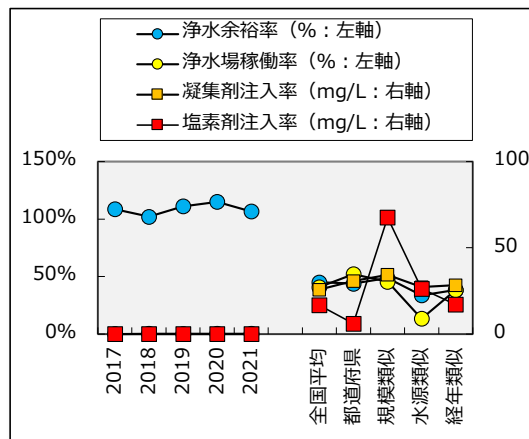 浄水余裕率（%：左軸）
浄水場稼働率（%：左軸）
凝集剤注入率（mg/L：右軸）
塩素剤注入率（mg/L：右軸）
150%
100%
50%
0%
100
50
0
2017
2018
2019
2020
2021
全国平均
都道府県
規模類似
水源類似
経年類似